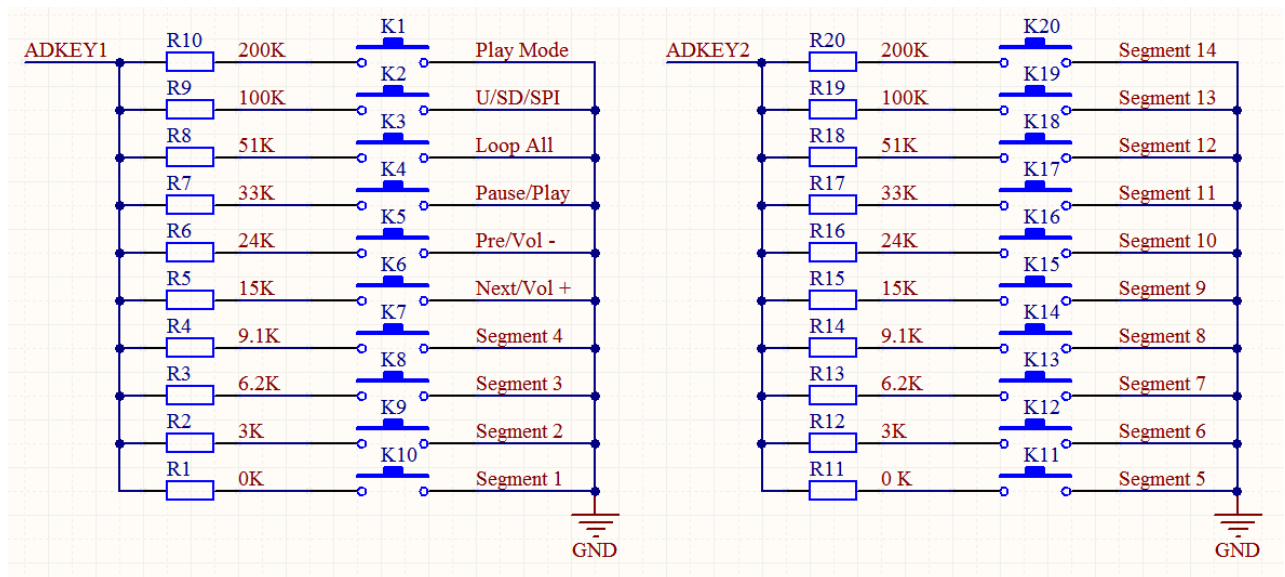 K1 K20
ADKEY1 R10 200K Play Mode ADKEY2 R20 200K Segment 14
K2 K19
R9 100K U/SD/SPI R19 100K Segment 13
K3 K18
R8 51K Loop All R18 51K Segment 12
K4 K17
R7 33K Pause/Play R17 33K Segment 11
K5 K16
R6 24K Pre/Vol - R16 24K Segment 10
K6 K15
R5 15K Next/Vol + R15 15K Segment 9
K7 K14
R4 9.1K Segment 4 R14 9.1K Segment 8
K8 K13
R3 6.2K Segment 3 R13 6.2K Segment 7
K9 K12
R2 3K Segment 2 R12 3K Segment 6
K10 K11
R1 0K Segment 1 R11 0 K Segment 5
GND GND